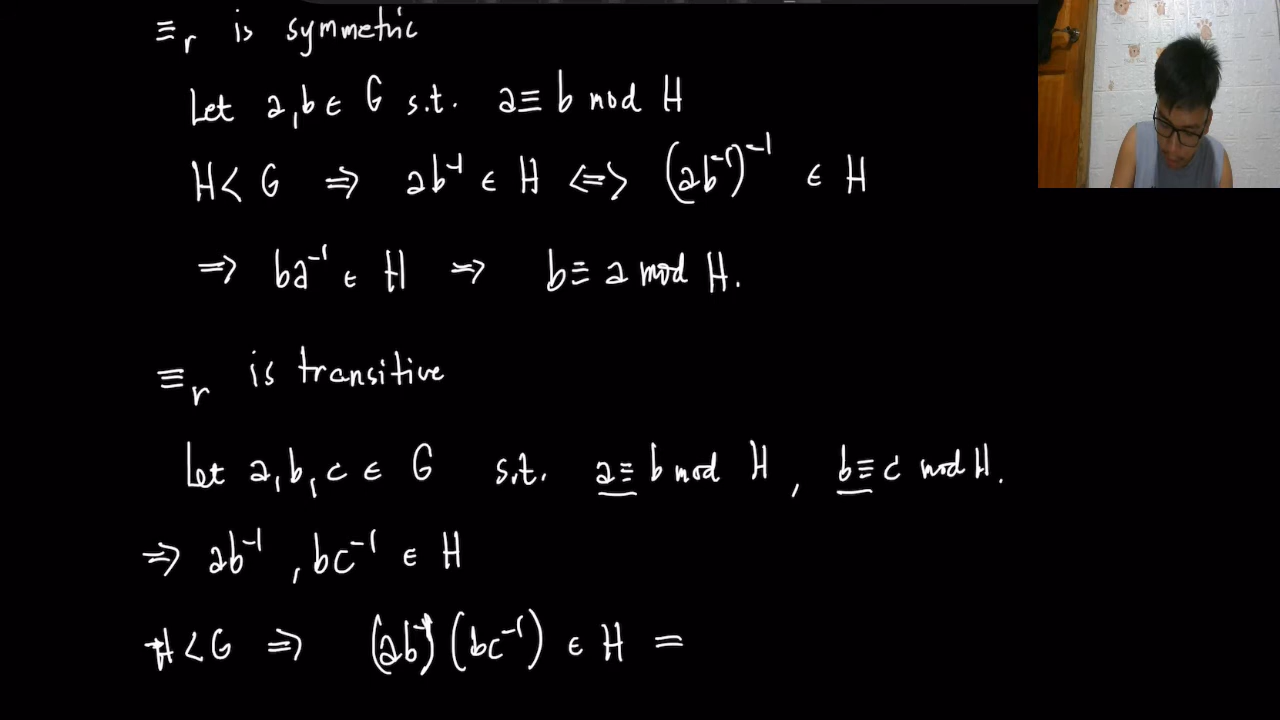 ≡r is symmetric
Let a,b ∈ G s.t. a ≡ b mod H
H < G ⇒ ab⁻¹ ∈ H ⇔ (ab⁻¹)⁻¹ ∈ H
⇒ ba⁻¹ ∈ H ⇒ b ≡ a mod H.
≡r is transitive
Let a,b,c ∈ G s.t. a ≡ b mod H, b ≡ c mod H.
⇒ ab⁻¹, bc⁻¹ ∈ H
H < G ⇒ (ab⁻¹)(bc⁻¹) ∈ H =